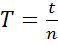 T = t/n